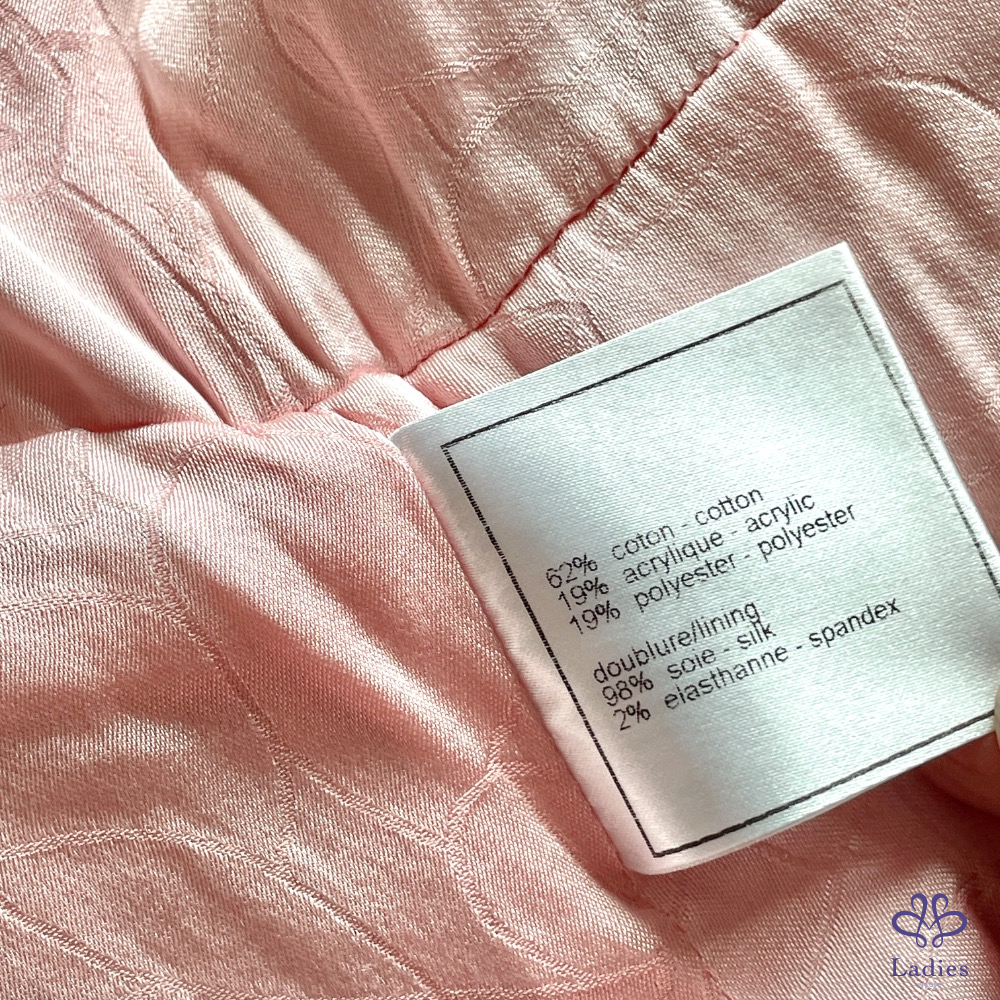 62% coton - cotton
19% acrylique - acrylic
19% polyester - polyester
doublure/lining
98% soie - silk
2% elasthanne - spandex
Ladies